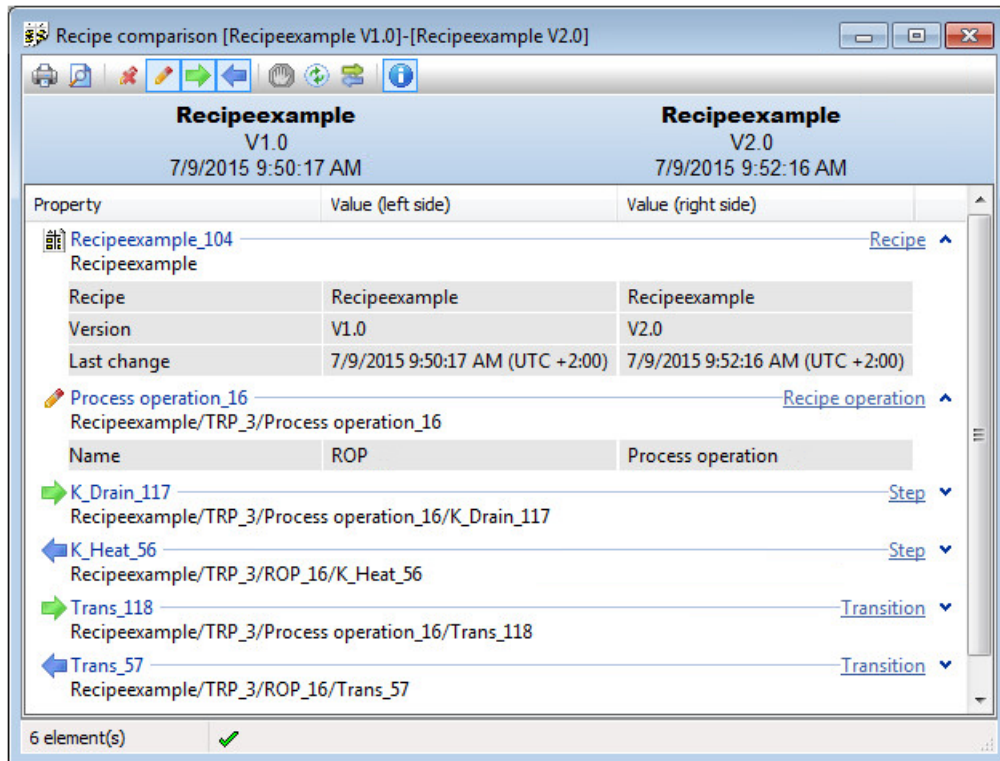 Recipe comparison [Recipeexample V1.0]-[Recipeexample V2.0]
Recipeexample Recipeexample
V1.0 V2.0
7/9/2015 9:50:17 AM 7/9/2015 9:52:16 AM
Property Value (left side) Value (right side)
Recipeexample_104 Recipe
Recipeexample
Recipe Recipeexample Recipeexample
Version V1.0 V2.0
Last change 7/9/2015 9:50:17 AM (UTC +2:00) 7/9/2015 9:52:16 AM (UTC +2:00)
Process operation_16 Recipe operation
Recipeexample/TRP_3/Process operation_16
Name ROP Process operation
K_Drain_117 Step
Recipeexample/TRP_3/Process operation_16/K_Drain_117
K_Heat_56 Step
Recipeexample/TRP_3/ROP_16/K_Heat_56
Trans_118 Transition
Recipeexample/TRP_3/Process operation_16/Trans_118
Trans_57 Transition
Recipeexample/TRP_3/ROP_16/Trans_57
6 element(s)